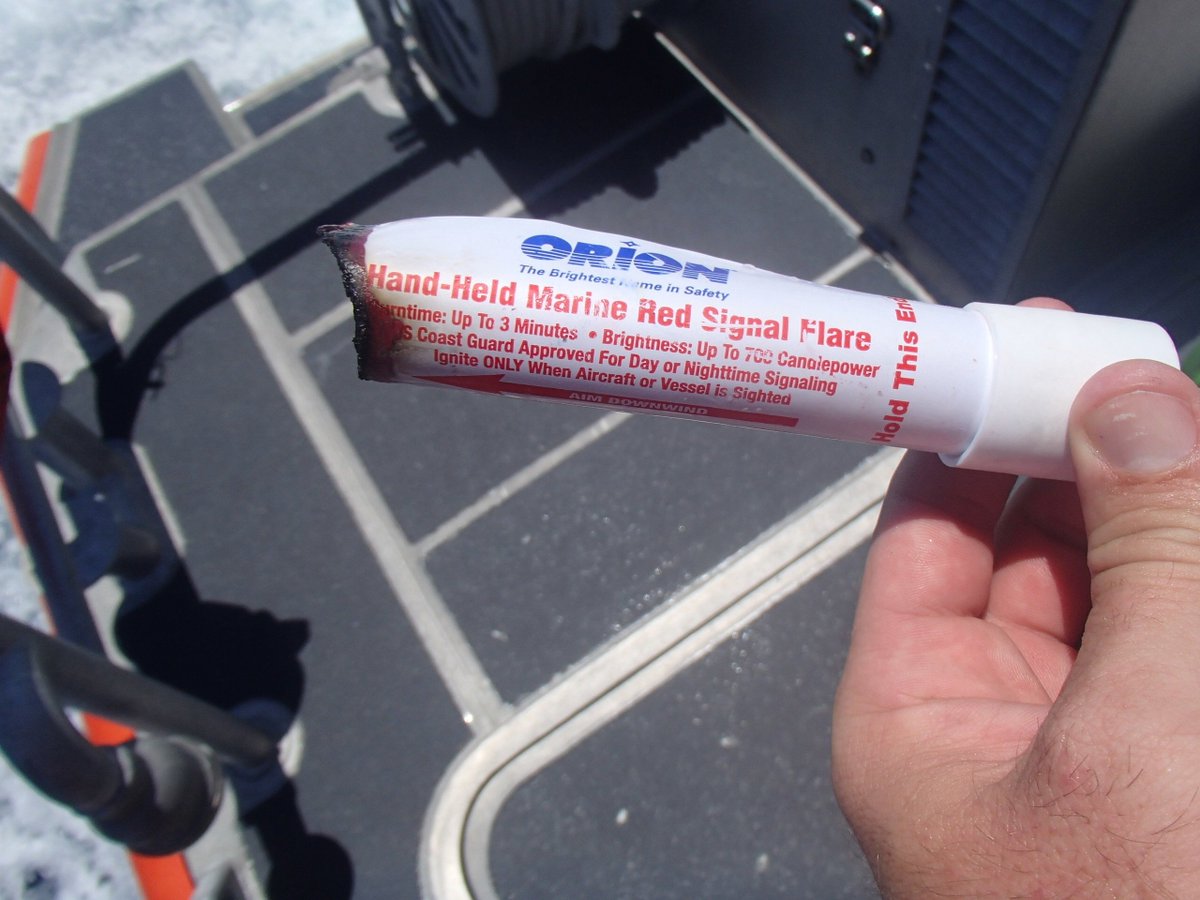 ORION
The Brightest Name in Safety
Hand-Held Marine Red Signal Flare
Up To 3 Minutes • Brightness: Up To 700 Candlepower
Coast Guard Approved For Day or Nighttime Signaling
Ignite ONLY When Aircraft or Vessel is Sighted
AIM DOWNWIND
Hold This End